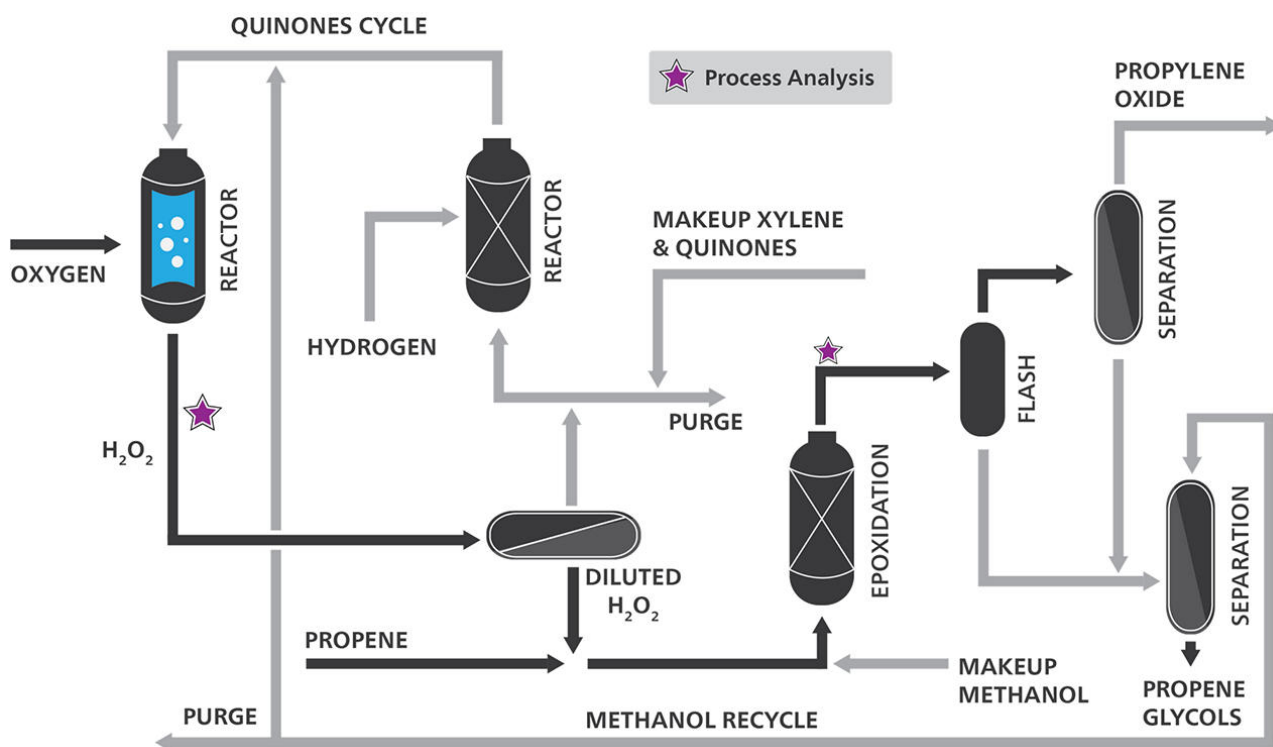 QUINONES CYCLE
Process Analysis
PROPYLENE
OXIDE
REACTOR
REACTOR
SEPARATION
MAKEUP XYLENE
& QUINONES
OXYGEN
HYDROGEN
FLASH
PURGE
H₂O₂
EPOXIDATION
SEPARATION
DILUTED
H₂O₂
PROPENE
MAKEUP
METHANOL
PROPENE
GLYCOLS
PURGE
METHANOL RECYCLE